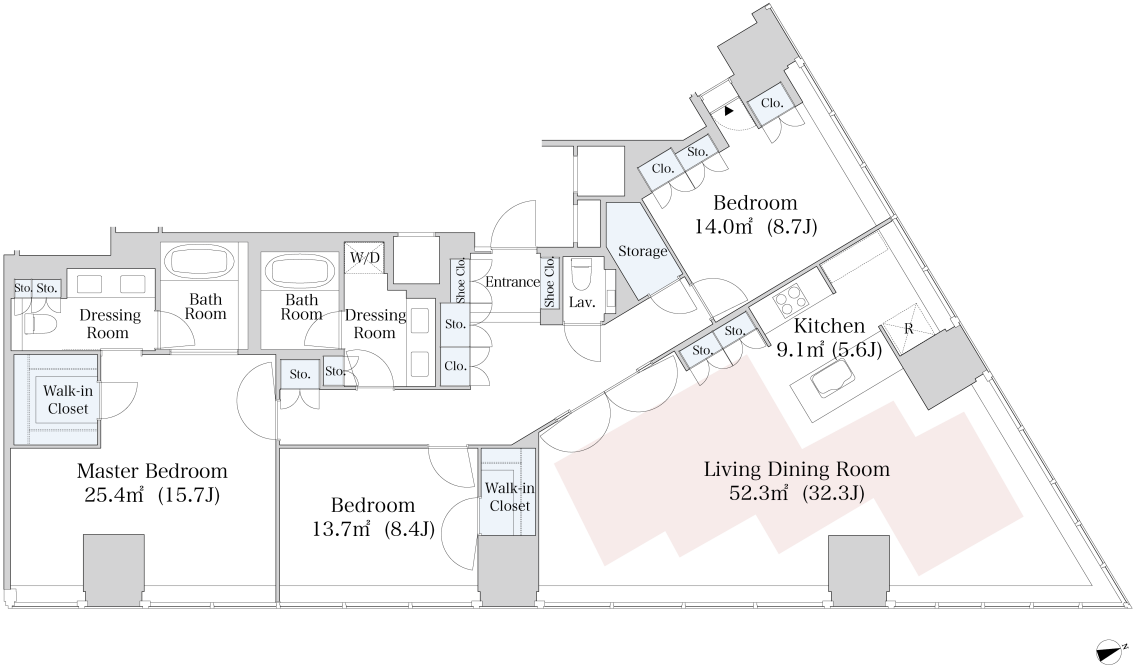 Clo.
Sto.
Clo.
Bedroom
14.0㎡ (8.7J)
Storage
W/D
Shoe Clo.
Entrance
Shoe Clo.
Lav.
Sto.
Sto.
Dressing
Room
Bath
Room
Bath
Room
Dressing
Room
Sto.
Clo.
Sto.
Sto.
Sto.
Sto.
Kitchen
9.1㎡ (5.6J)
R
Walk-in
Closet
Master Bedroom
25.4㎡ (15.7J)
Bedroom
13.7㎡ (8.4J)
Walk-in
Closet
Living Dining Room
52.3㎡ (32.3J)
N